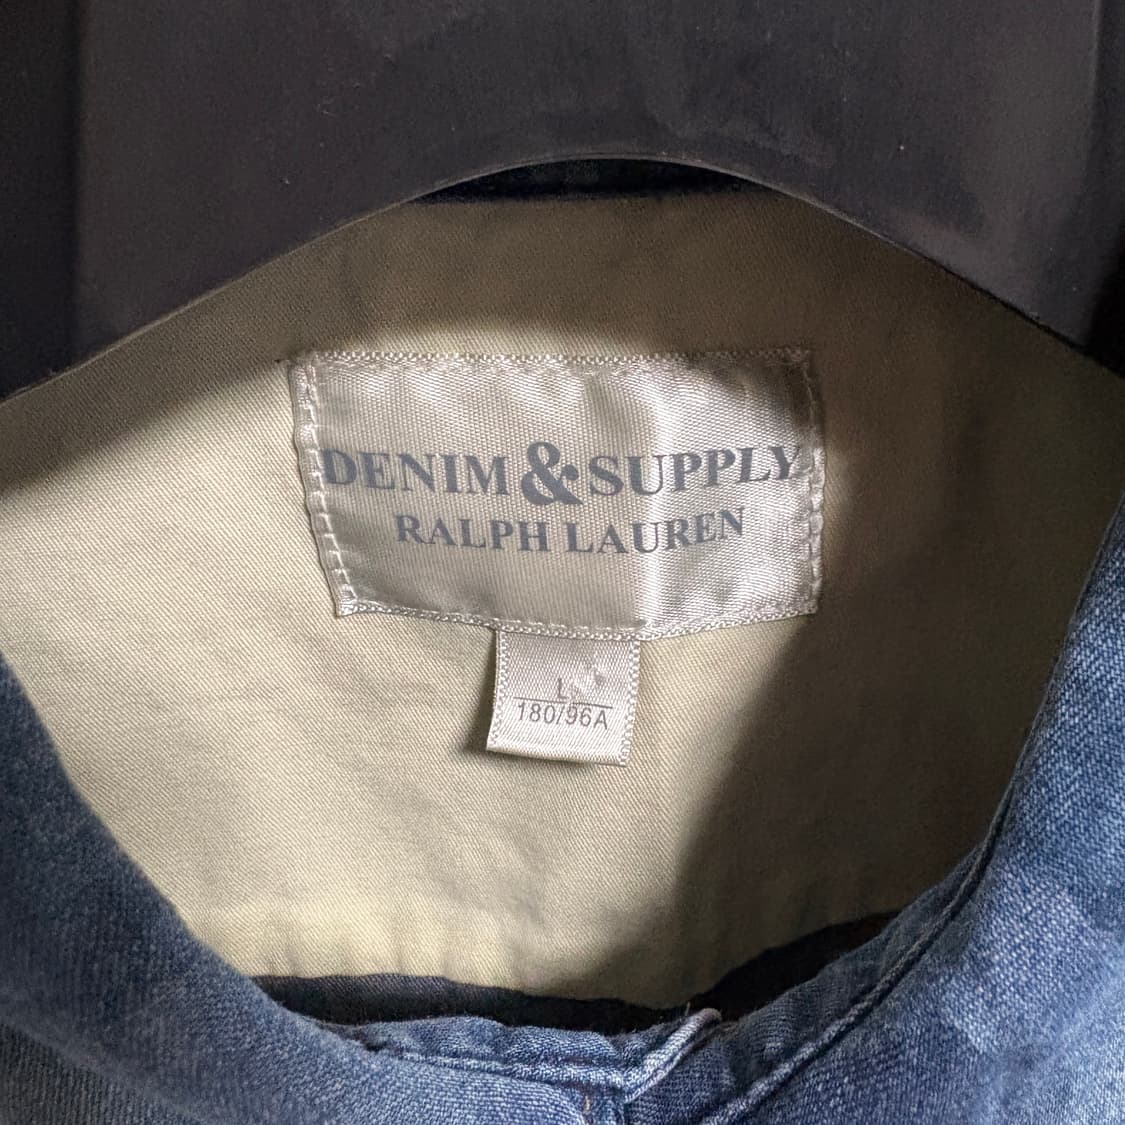 DENIM & SUPPLY
RALPH LAUREN
L
180/96A